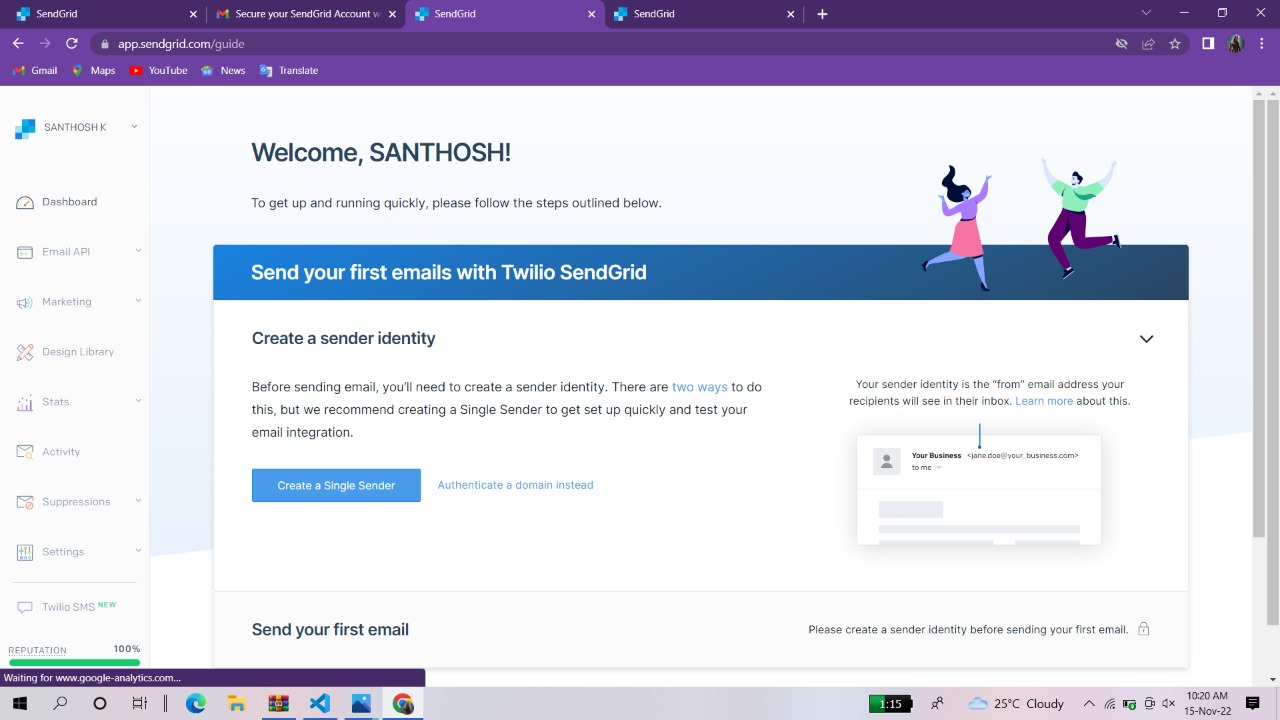 SendGrid
Secure your SendGrid Account w
SendGrid
SendGrid
app.sendgrid.com/guide
Gmail
Maps
YouTube
News
Translate
SANTHOSH K
Dashboard
Email API
Marketing
Design Library
Stats
Activity
Suppressions
Settings
Twilio SMS NEW
REPUTATION 100%
Welcome, SANTHOSH!
To get up and running quickly, please follow the steps outlined below.
Send your first emails with Twilio SendGrid
Create a sender identity
Before sending email, you'll need to create a sender identity. There are two ways to do
this, but we recommend creating a Single Sender to get set up quickly and test your
email integration.
Create a Single Sender
Authenticate a domain instead
Your sender identity is the “from” email address your
recipients will see in their inbox. Learn more about this.
Your Business <jane.doe@your_business.com>
to me
Send your first email
Please create a sender identity before sending your first email.
Waiting for www.google-analytics.com...
1:15
25°C Cloudy
10:20 AM
15-Nov-22